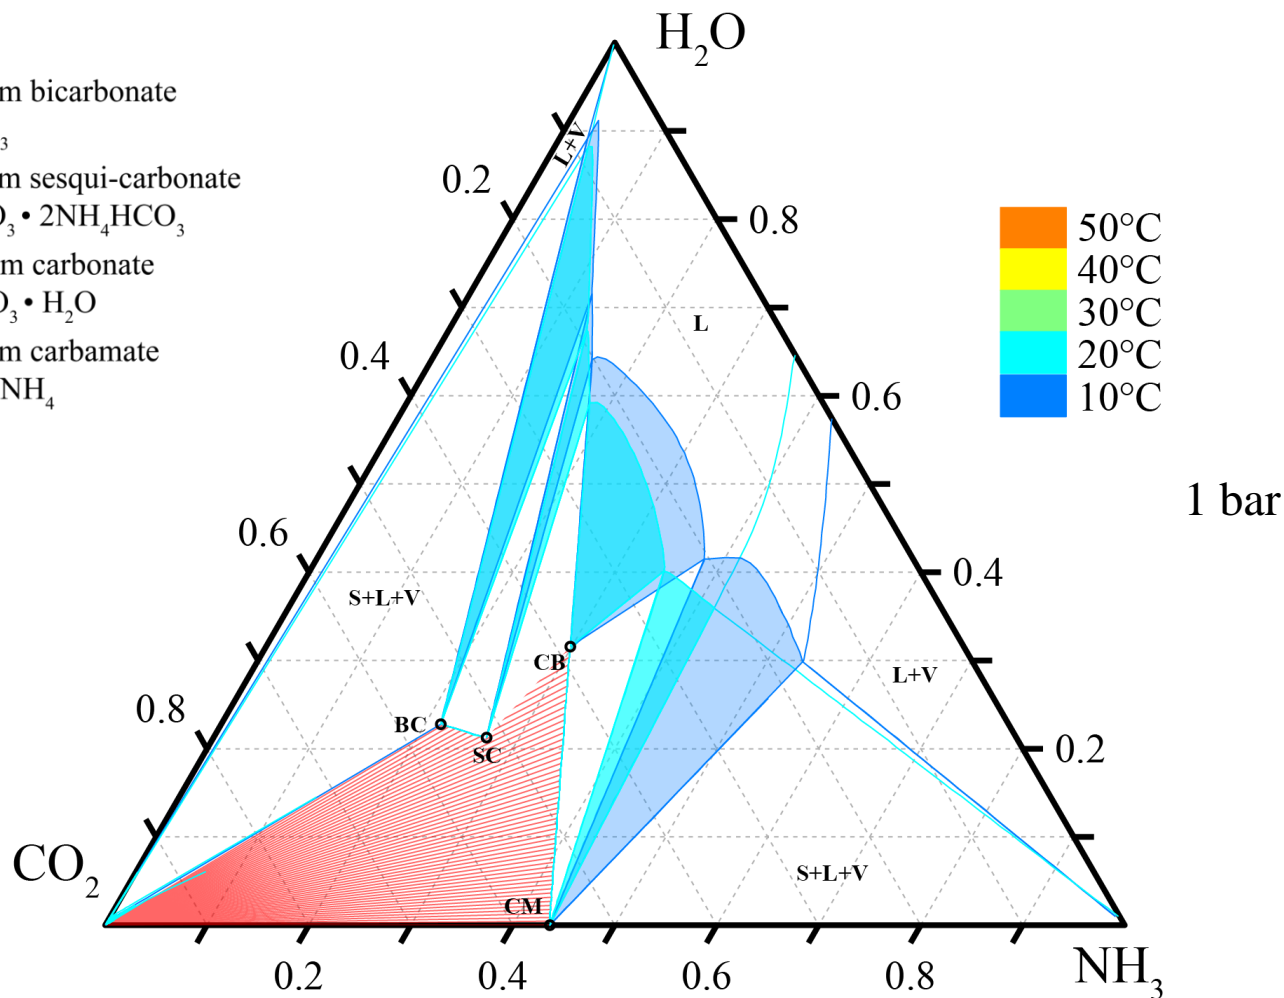 H₂O
m bicarbonate
₃
m sesqui-carbonate
O₃ • 2NH₄HCO₃
m carbonate
O₃ • H₂O
m carbamate
NH₄
L+V
0.2
0.8
50°C
40°C
30°C
20°C
10°C
L
0.4
0.6
1 bar
0.6
0.4
S+L+V
CB
L+V
0.8
BC
SC
0.2
CO₂
S+L+V
CM
0.2
0.4
0.6
0.8
NH₃